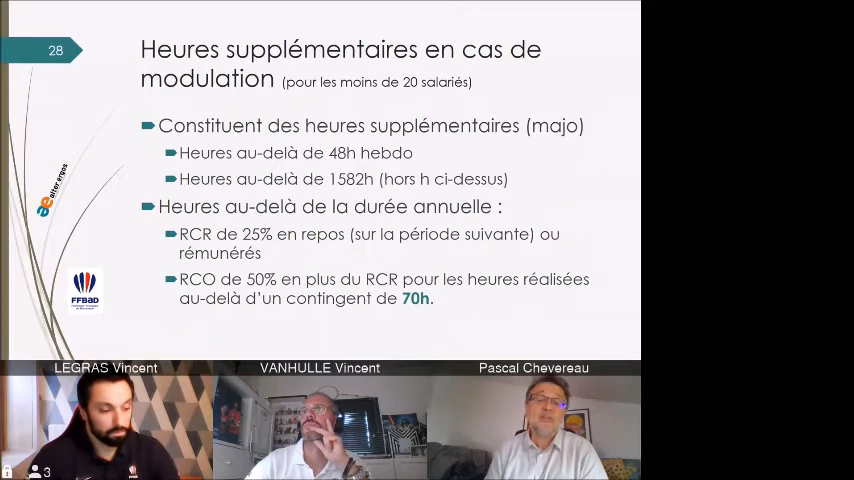 28
Heures supplémentaires en cas de
modulation (pour les moins de 20 salariés)
Constituent des heures supplémentaires (majo)
Heures au-delà de 48h hebdo
Heures au-delà de 1582h (hors h ci-dessus)
Heures au-delà de la durée annuelle :
RCR de 25% en repos (sur la période suivante) ou
rémunérés
RCO de 50% en plus du RCR pour les heures réalisées
au-delà d'un contingent de 70h.
ae alter ergos
FFBaD
LEGRAS Vincent
VANHULLE Vincent
Pascal Chevereau
3